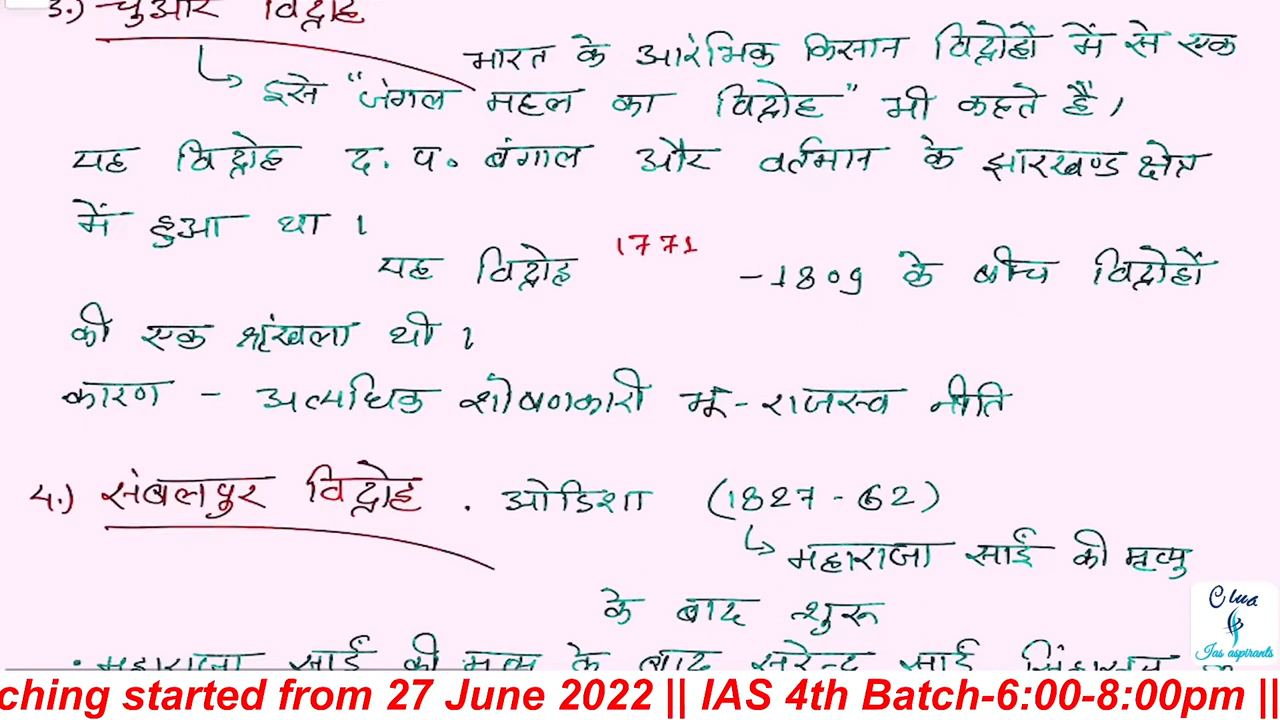 3.) चुआर विद्रोह
भारत के आरंभिक किसान विद्रोहों में से एक
इसे "जंगल महल का विद्रोह" भी कहते हैं।
यह विद्रोह द. प. बंगाल और वर्तमान के झारखण्ड क्षेत्र
में हुआ था।
यह विद्रोह 1771 -1809 के बीच विद्रोहों
की एक श्रृंखला थी।
कारण - अत्यधिक शोषणकारी भू-राजस्व नीति
4.) संबलपुर विद्रोह . ओडिशा (1827-62)
महाराजा साई की मृत्यु
के बाद शुरू
. महाराजा साई की मृत्यु के बाद सुरेन्द्र साई
Clue
Ias aspirants
ching started from 27 June 2022 || IAS 4th Batch-6:00-8:00pm ||